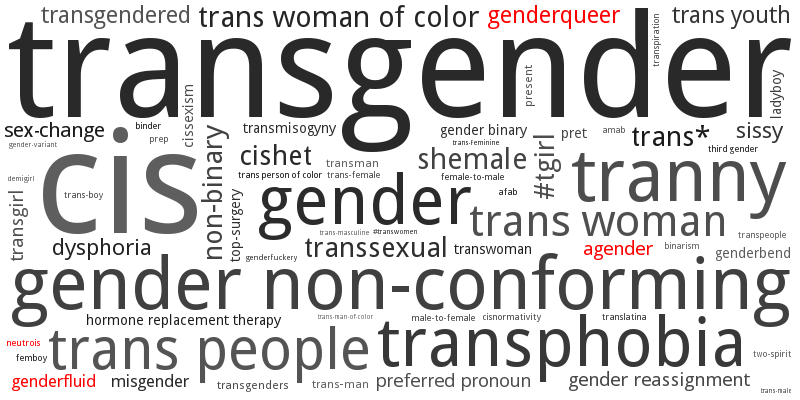 transgendered
trans woman of color
genderqueer
trans youth
transgender
transpiration
present
ladyboy
cissexism
sex-change
binder
prep
transmisogyny
gender binary
pret
amab
trans*
sissy
gender-variant
trans-feminine
third gender
cis
non-binary
cishet
transman
shemale
#tgirl
tranny
demigirl
trans person of color
trans-female
female-to-male
trans-boy
transgirl
top-surgery
gender
afab
trans woman
trans-masculine
#transwomen
transpeople
dysphoria
transsexual
transwoman
agender
binarism
genderbend
genderfuckery
gender non-conforming
hormone replacement therapy
trans-man-of-color
male-to-female
cisnormativity
translatina
neutrois
femboy
trans people
transphobia
two-spirit
genderfluid
misgender
transgenders
trans-man
preferred pronoun
gender reassignment
trans-male